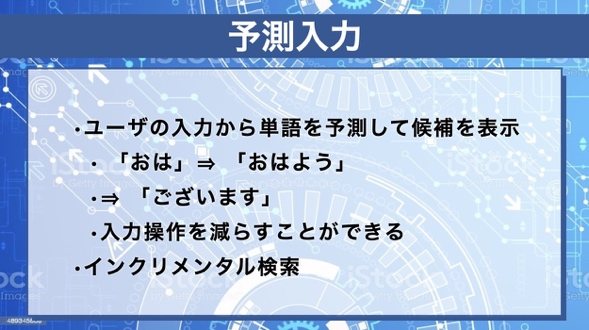 予測入力
・ユーザの入力から単語を予測して候補を表示
・「おは」⇒「おはよう」
・⇒「ございます」
・入力操作を減らすことができる
・インクリメンタル検索